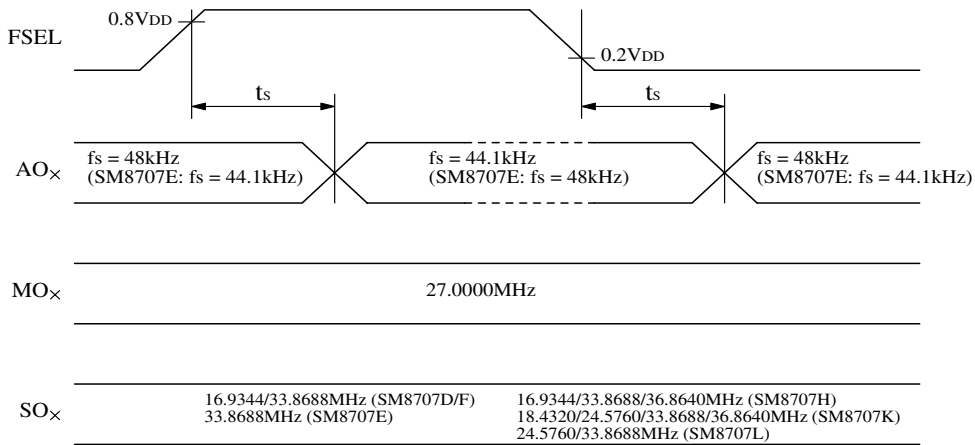 FSEL
0.8VDD
0.2VDD
ts
ts
AO×
fs = 48kHz
(SM8707E: fs = 44.1kHz)
fs = 44.1kHz
(SM8707E: fs = 48kHz)
fs = 48kHz
(SM8707E: fs = 44.1kHz)
MO×
27.0000MHz
SO×
16.9344/33.8688MHz (SM8707D/F)
33.8688MHz (SM8707E)
16.9344/33.8688/36.8640MHz (SM8707H)
18.4320/24.5760/33.8688/36.8640MHz (SM8707K)
24.5760/33.8688MHz (SM8707L)